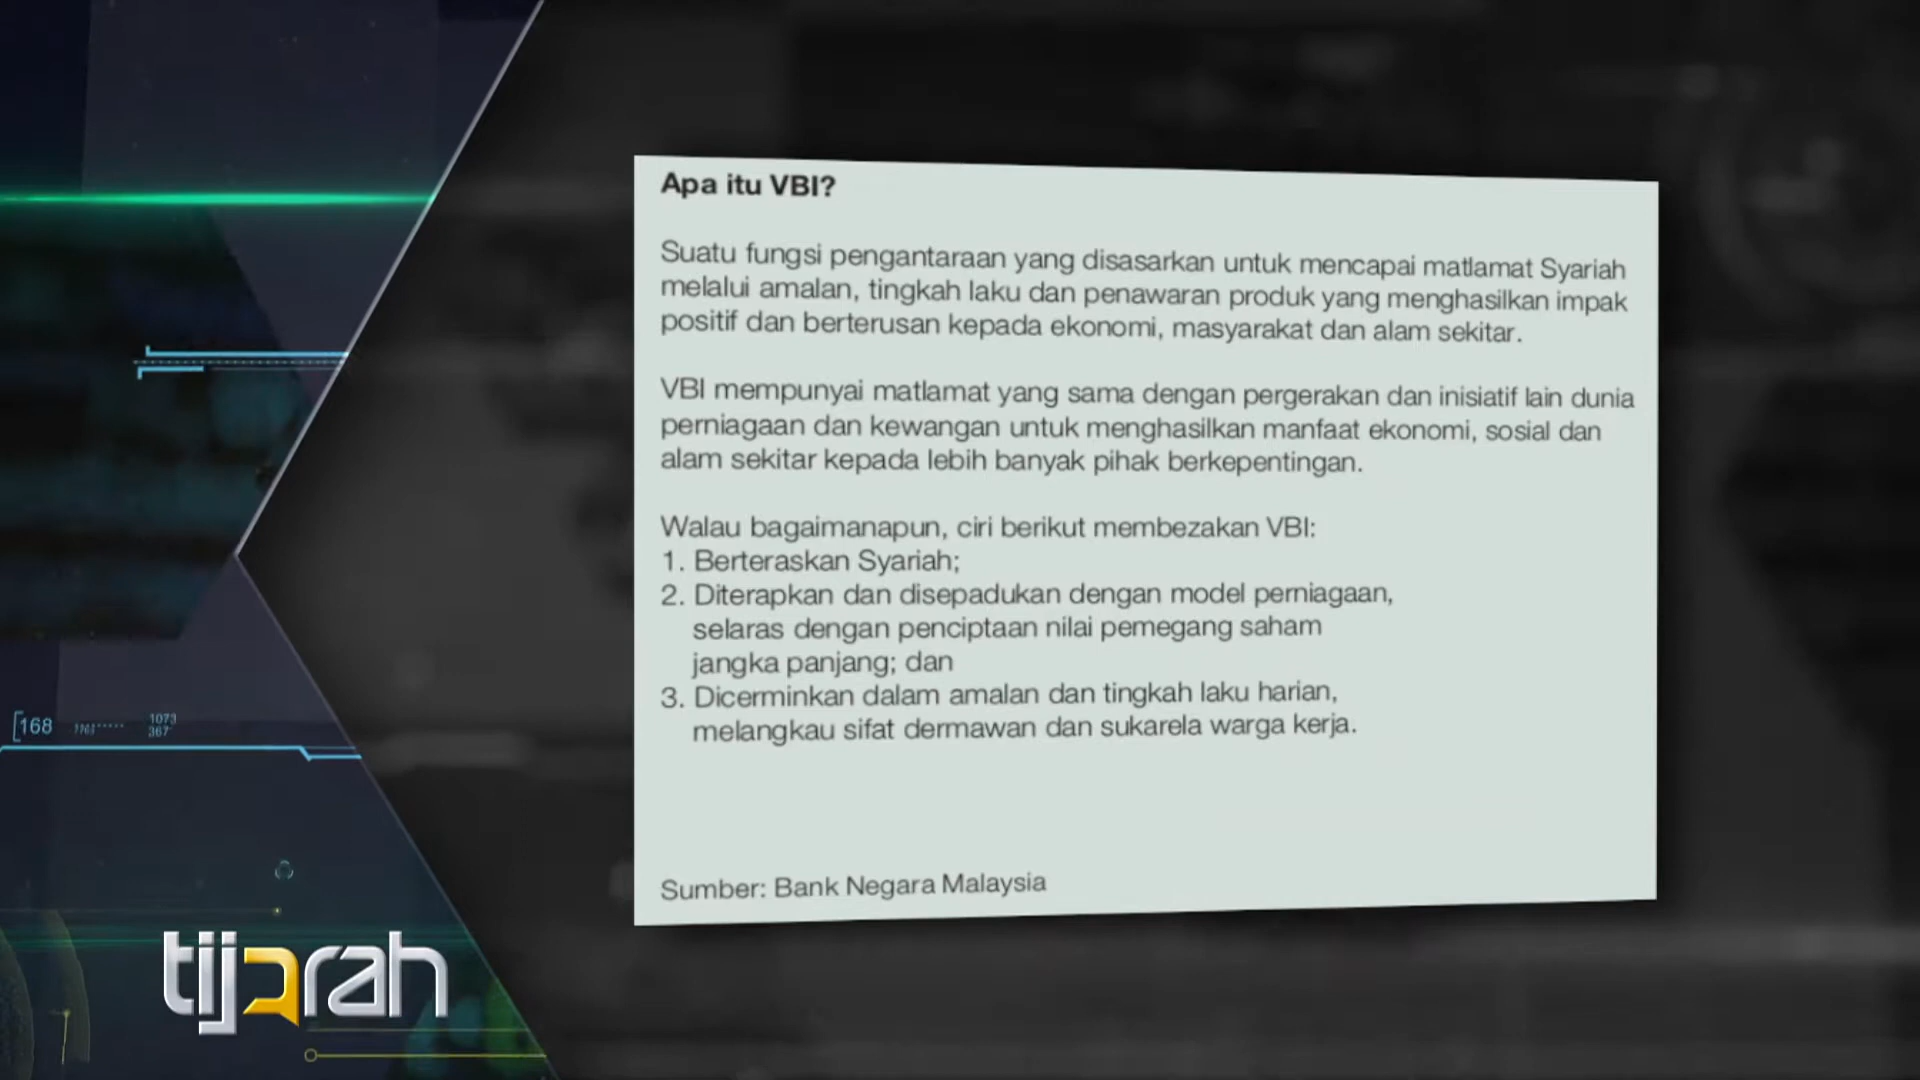 Apa itu VBI?
Suatu fungsi pengantaraan yang disasarkan untuk mencapai matlamat Syariah
melalui amalan, tingkah laku dan penawaran produk yang menghasilkan impak
positif dan berterusan kepada ekonomi, masyarakat dan alam sekitar.
VBI mempunyai matlamat yang sama dengan pergerakan dan inisiatif lain dunia
perniagaan dan kewangan untuk menghasilkan manfaat ekonomi, sosial dan
alam sekitar kepada lebih banyak pihak berkepentingan.
Walau bagaimanapun, ciri berikut membezakan VBI:
1. Berteraskan Syariah;
2. Diterapkan dan disepadukan dengan model perniagaan,
selaras dengan penciptaan nilai pemegang saham
jangka panjang; dan
3. Dicerminkan dalam amalan dan tingkah laku harian,
melangkau sifat dermawan dan sukarela warga kerja.
Sumber: Bank Negara Malaysia
168
1073
367
tijarah